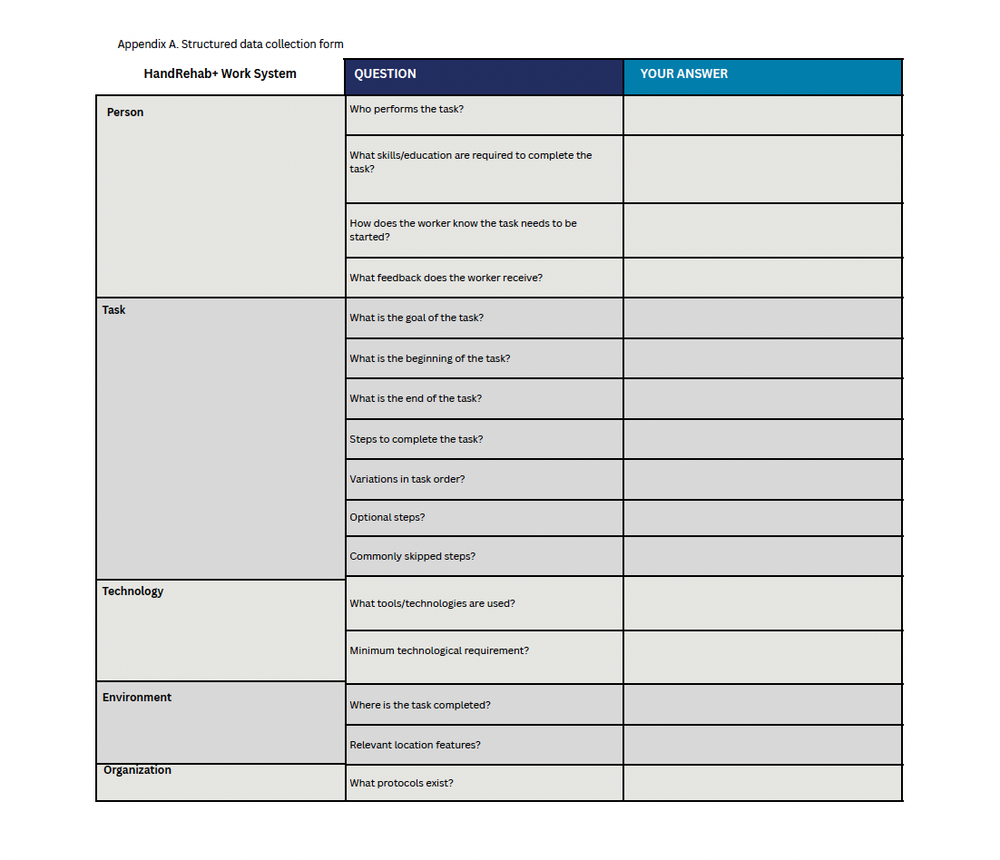 Appendix A. Structured data collection form
HandRehab+ Work System
QUESTION
YOUR ANSWER
Person
Who performs the task?
What skills/education are required to complete the
task?
How does the worker know the task needs to be
started?
What feedback does the worker receive?
Task
What is the goal of the task?
What is the beginning of the task?
What is the end of the task?
Steps to complete the task?
Variations in task order?
Optional steps?
Commonly skipped steps?
Technology
What tools/technologies are used?
Minimum technological requirement?
Environment
Where is the task completed?
Relevant location features?
Organization
What protocols exist?